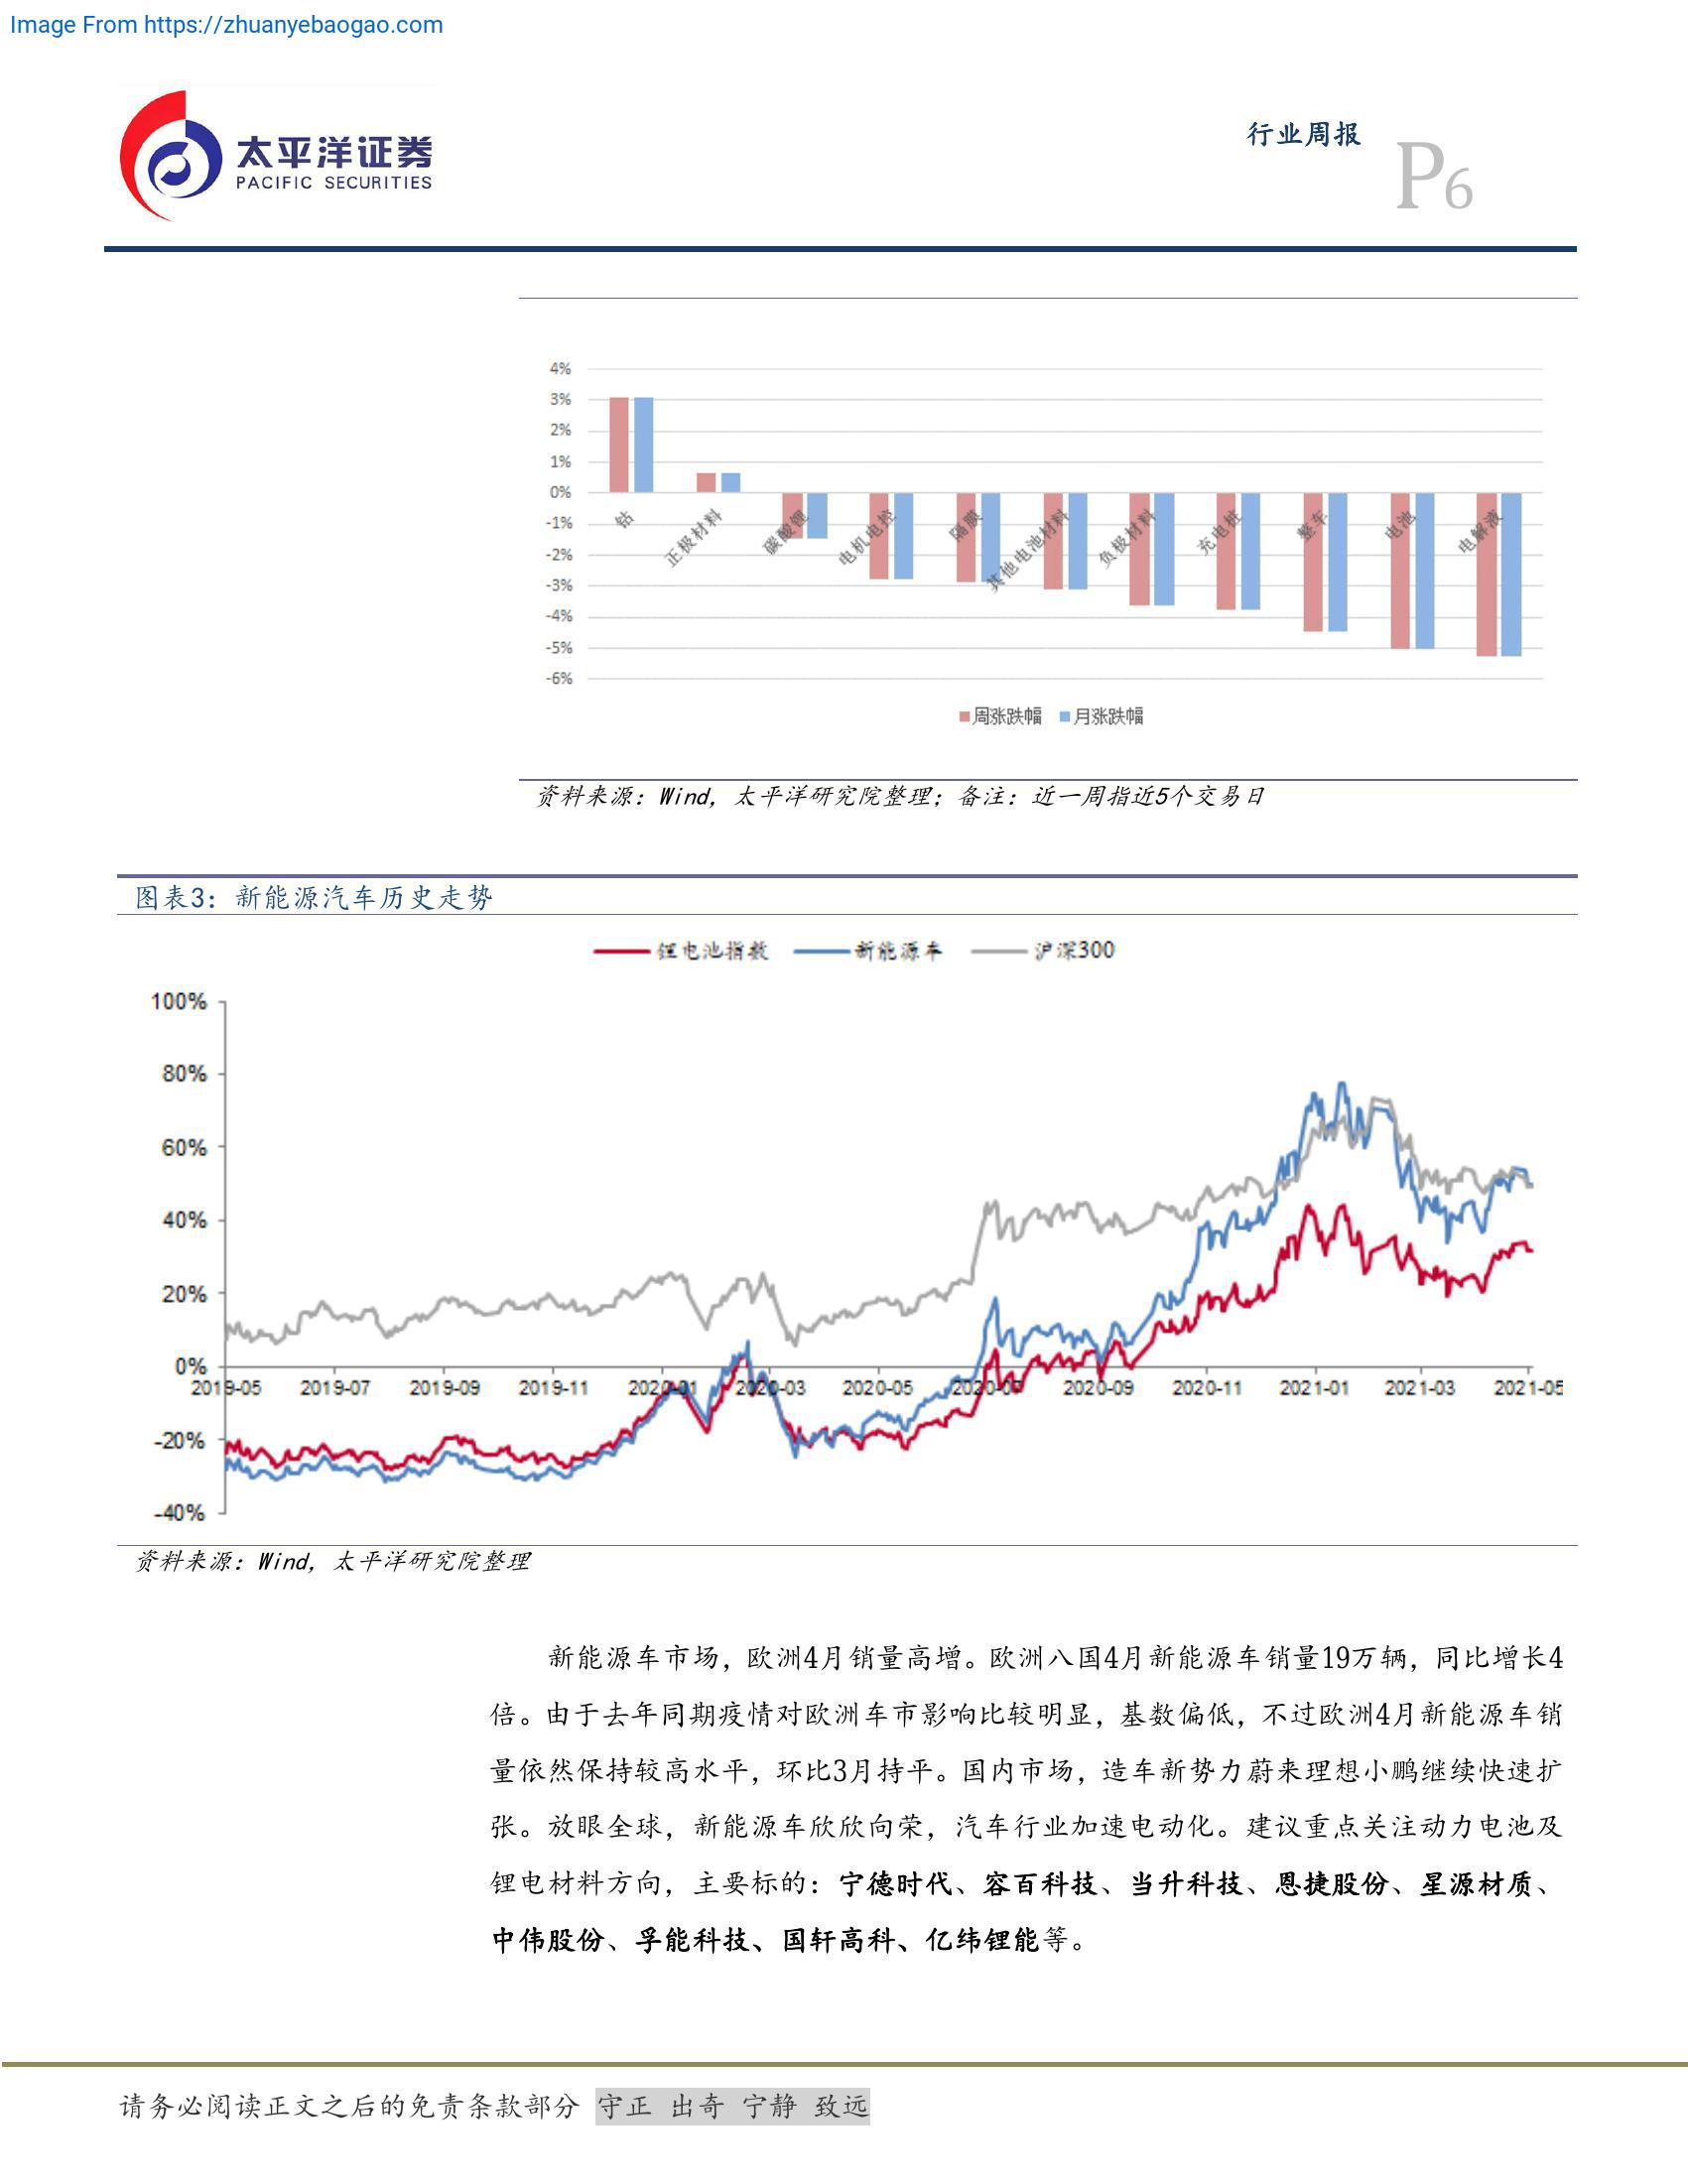 Image From https://zhuanyebaogao.com
太平洋证券
PACIFIC SECURITIES
行业周报
P6
4%
3%
2%
1%
0%
-1%
-2%
-3%
-4%
-5%
-6%
钴
正极材料
碳酸锂
电机电控
隔膜
其他电池材料
负极材料
充电桩
整车
电池
电解液
周涨跌幅 月涨跌幅
资料来源：Wind，太平洋研究院整理；备注：近一周指近5个交易日
图表3：新能源汽车历史走势
锂电池指数 新能源车 沪深300
100%
80%
60%
40%
20%
0%
-20%
-40%
2019-05 2019-07 2019-09 2019-11 2020-01 2020-03 2020-05 2020-07 2020-09 2020-11 2021-01 2021-03 2021-05
资料来源：Wind，太平洋研究院整理
新能源车市场，欧洲4月销量高增。欧洲八国4月新能源车销量19万辆，同比增长4
倍。由于去年同期疫情对欧洲车市影响比较明显，基数偏低，不过欧洲4月新能源车销
量依然保持较高水平，环比3月持平。国内市场，造车新势力蔚来理想小鹏继续快速扩
张。放眼全球，新能源车欣欣向荣，汽车行业加速电动化。建议重点关注动力电池及
锂电材料方向，主要标的：宁德时代、容百科技、当升科技、恩捷股份、星源材质、
中伟股份、孚能科技、国轩高科、亿纬锂能等。
请务必阅读正文之后的免责条款部分 守正 出奇 宁静 致远